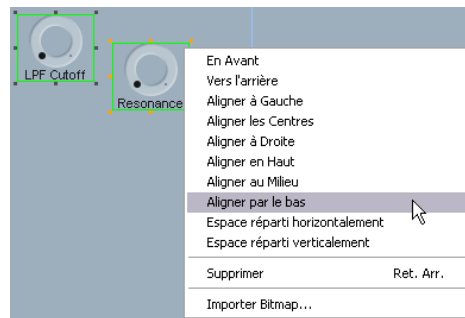 LPF Cutoff
Resonance
En Avant
Vers l'arrière
Aligner à Gauche
Aligner les Centres
Aligner à Droite
Aligner en Haut
Aligner au Milieu
Aligner par le bas
Espace réparti horizontalement
Espace réparti verticalement
Supprimer Ret. Arr.
Importer Bitmap...